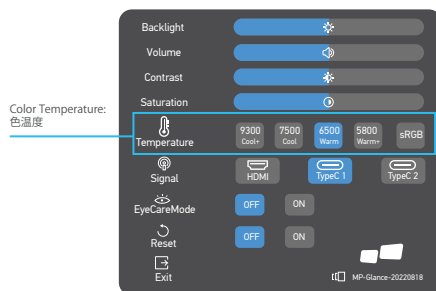 Backlight
Volume
Contrast
Saturation
Color Temperature:
色温度
Temperature
9300 Cool+
7500 Cool
6500 Warm
5800 Warm+
sRGB
Signal
HDMI
TypeC 1
TypeC 2
EyeCareMode
OFF
ON
Reset
OFF
ON
Exit
MP-Glance-20220818